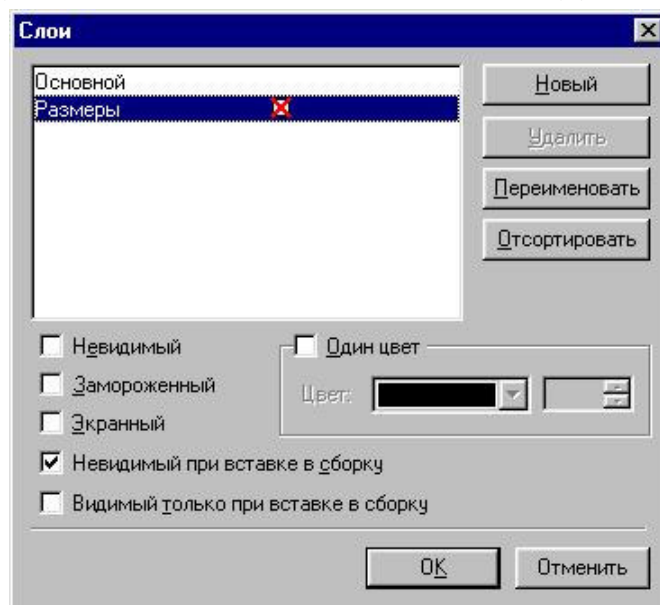 Слои
Основной
Размеры
Новый
Удалить
Переименовать
Отсортировать
Невидимый
Замороженный
Экранный
Один цвет
Цвет:
Невидимый при вставке в сборку
Видимый только при вставке в сборку
OK
Отменить